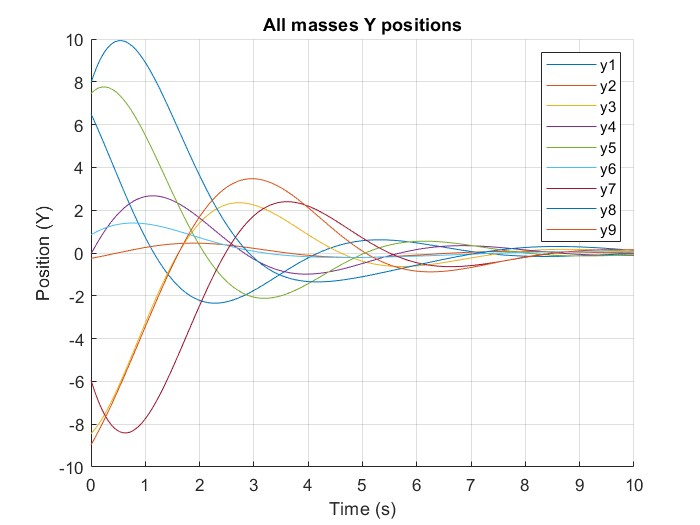 All masses Y positions
Position (Y)
10
8
6
4
2
0
-2
-4
-6
-8
-10
y1
y2
y3
y4
y5
y6
y7
y8
y9
0 1 2 3 4 5 6 7 8 9 10
Time (s)